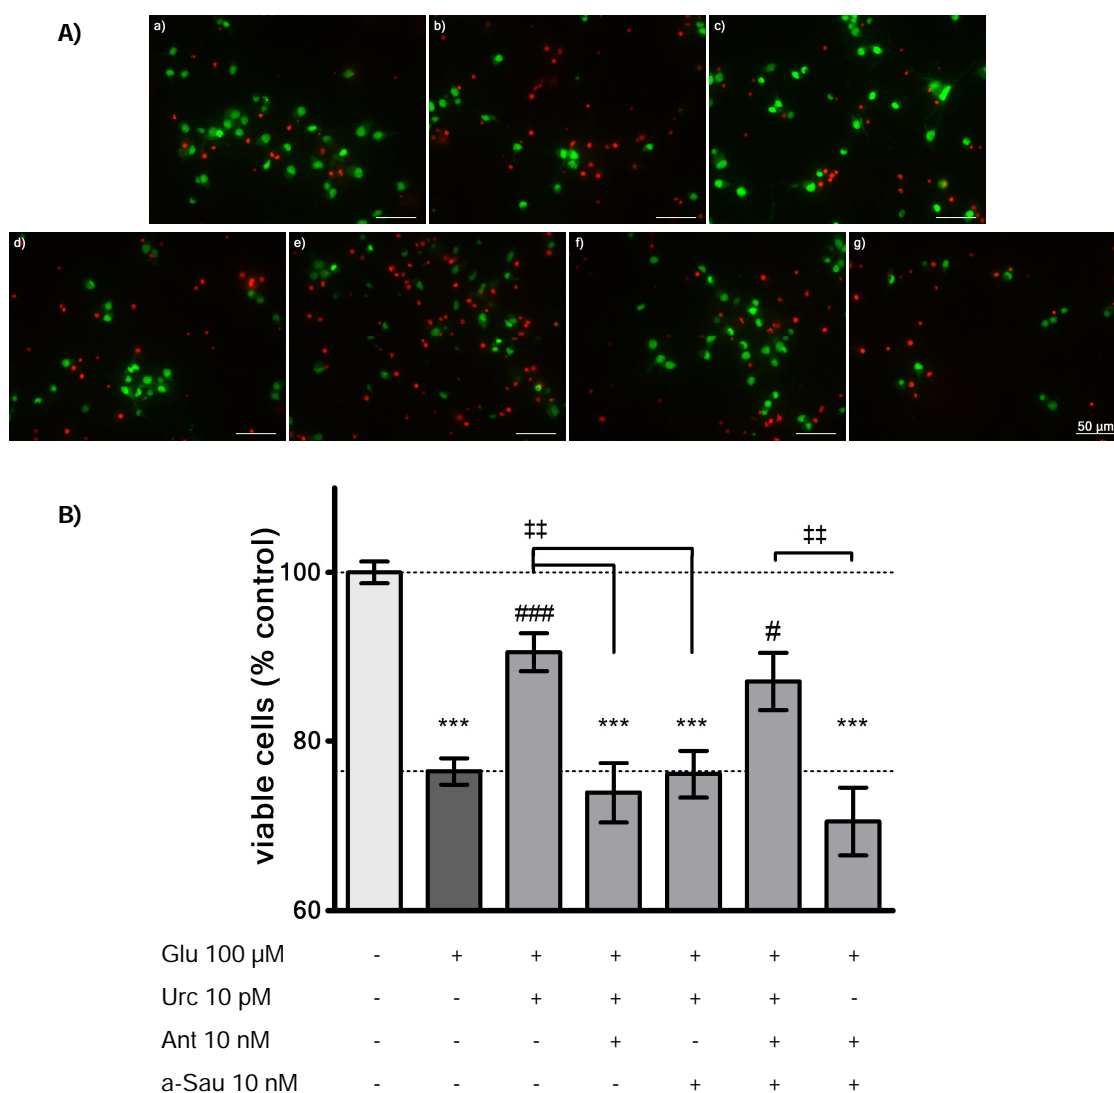 A)
a)
b)
c)
d)
e)
f)
g)
50 µm
B)
viable cells (% control)
100
80
60
‡‡
‡‡
###
#
*** *** *** ***
Glu 100 µM - + + + + + +
Urc 10 pM - - + + + + -
Ant 10 nM - - - + - + +
a-Sau 10 nM - - - - + + +